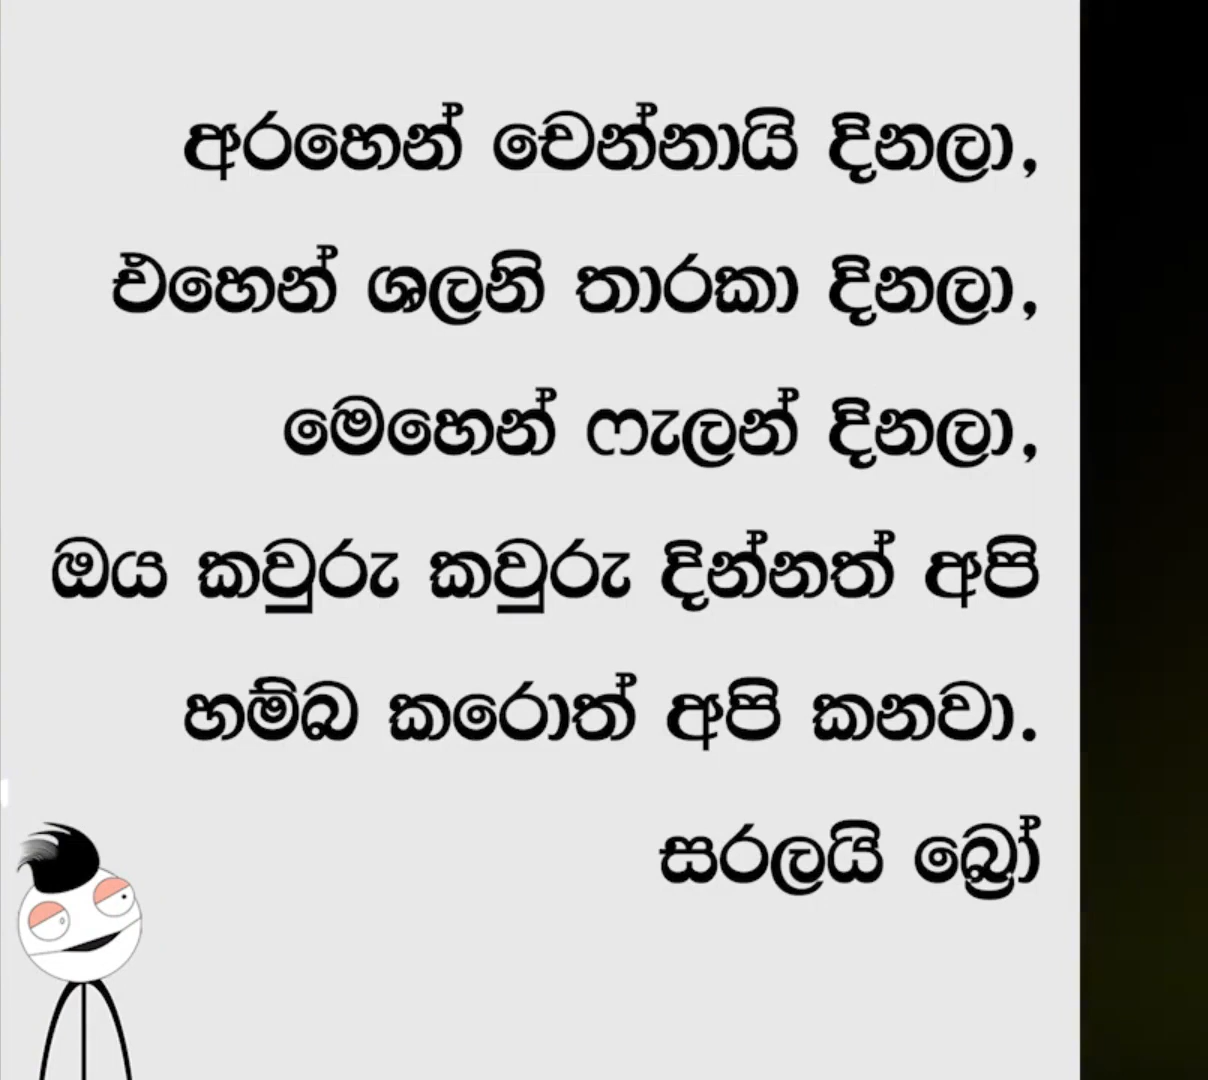 අරහෙන් චෙන්නායි දිනලා,
එහෙන් ශලනි තාරකා දිනලා,
මෙහෙන් ෆැලන් දිනලා,
ඔය කවුරු කවුරු දින්නත් අපි
හම්බ කරොත් අපි කනවා.
සරලයි බ්‍රෝ